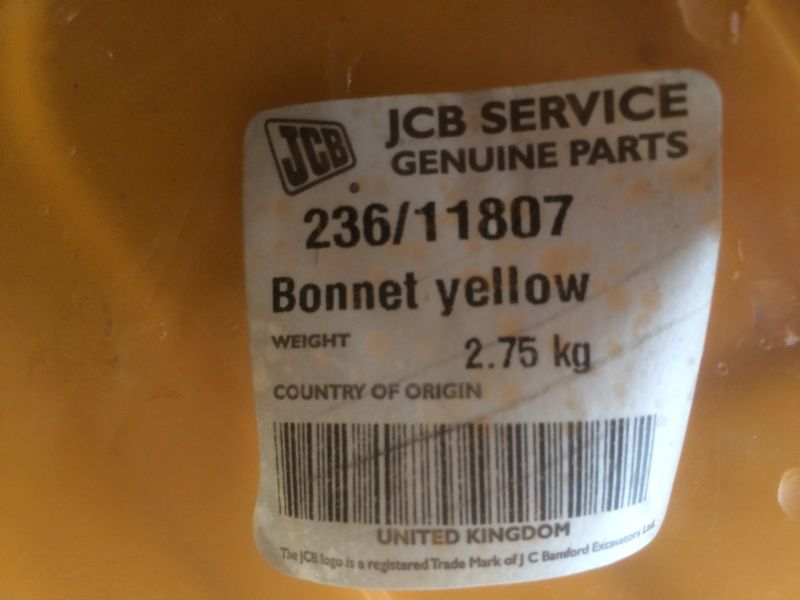 JCB
JCB SERVICE
GENUINE PARTS
236/11807
Bonnet yellow
WEIGHT 2.75 kg
COUNTRY OF ORIGIN
UNITED KINGDOM
The JCB logo is a registered Trade Mark of J C Bamford Excavators Ltd.